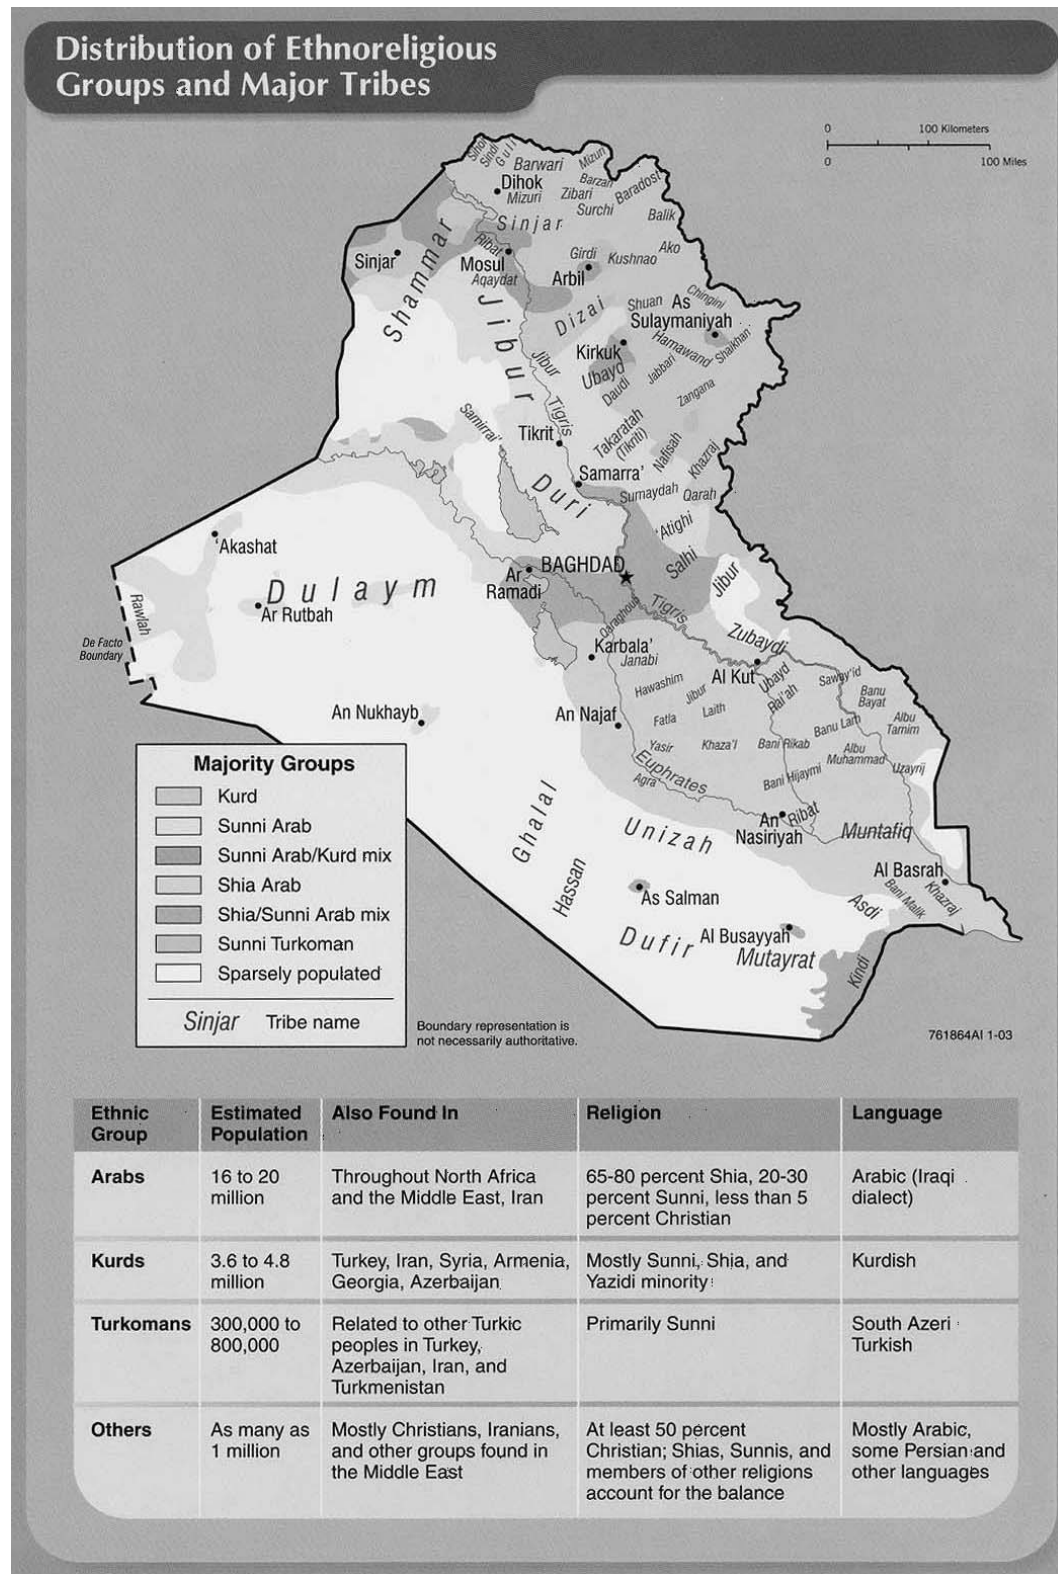 Distribution of Ethnoreligious
Groups and Major Tribes
0 100 Kilometers
0 100 Miles
Sindi
Guli
Barwari
Mizuri
Dihok
Mizuri
Barzan
Zibari
Surchi
Baradost
Balik
Sinjar
Shammar
Ribat
Girdi
Kushnao
Ako
Sinjar
Mosul
Aqaydat
Arbil
Jibur
Dizai
Shuan
As
Sulaymaniyah
Chingini
Hamawand
Shaikhan
Kirkuk
Ubayd
Jibur
Daudi
Jabbari
Zangana
Tigris
Samirrai'
Tikrit
Takaratah
(Tikriti)
Nafisah
Khazraj
Samarra'
Duri
Sumaydah
Qarah
'Atighi
Salhi
'Akashat
BAGHDAD
Ar
Ramadi
Jibur
Dulaym
Ar Rutbah
Rawlah
De Facto
Boundary
Qaraghoub
Tigris
Zubaydi
Karbala'
Janabi
Al Kut
Hawashim
Jibur
Ubayd
Rai'ah
Saway'id
Banu
Bayat
An Nukhayb
An Najaf
Fatla
Laith
Banu Lam
Albu
Tamim
Yasir
Khaza'l
Bani Rikab
Albu
Muhammad
Uzayrij
Euphrates
Agra'
Bani Hijaymi
Ghalal
An
Nasiriyah
Ribat
Muntafiq
Unizah
Hassan
Al Basrah
As Salman
Asdi
Bani Malik
Khazraj
Dufir
Al Busayyah
Mutayrat
Kindi
Majority Groups
Kurd
Sunni Arab
Sunni Arab/Kurd mix
Shia Arab
Shia/Sunni Arab mix
Sunni Turkoman
Sparsely populated
Sinjar Tribe name
Boundary representation is
not necessarily authoritative.
761864AI 1-03
Ethnic Estimated Also Found In Religion Language
Group Population
Arabs 16 to 20 Throughout North Africa 65-80 percent Shia, 20-30 Arabic (Iraqi
million and the Middle East, Iran percent Sunni, less than 5 dialect)
percent Christian
Kurds 3.6 to 4.8 Turkey, Iran, Syria, Armenia, Mostly Sunni, Shia, and Kurdish
million Georgia, Azerbaijan Yazidi minority
Turkomans 300,000 to Related to other Turkic Primarily Sunni South Azeri
800,000 peoples in Turkey, Turkish
Azerbaijan, Iran, and
Turkmenistan
Others As many as Mostly Christians, Iranians, At least 50 percent Mostly Arabic,
1 million and other groups found in Christian; Shias, Sunnis, and some Persian and
the Middle East members of other religions other languages
account for the balance